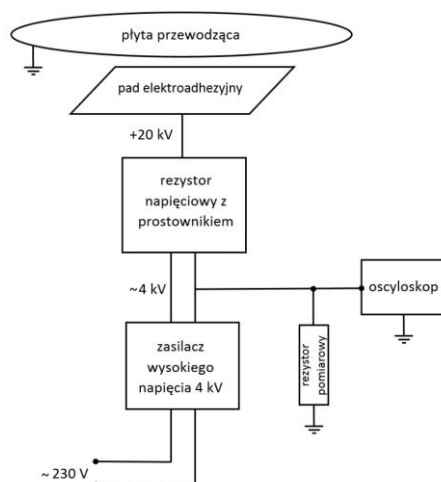 płyta przewodząca
pad elektroadhezyjny
+20 kV
rezystor
napięciowy z
prostownikiem
~4 kV
oscyloskop
zasilacz
wysokiego
napięcia 4 kV
rezystor
pomiarowy
~ 230 V